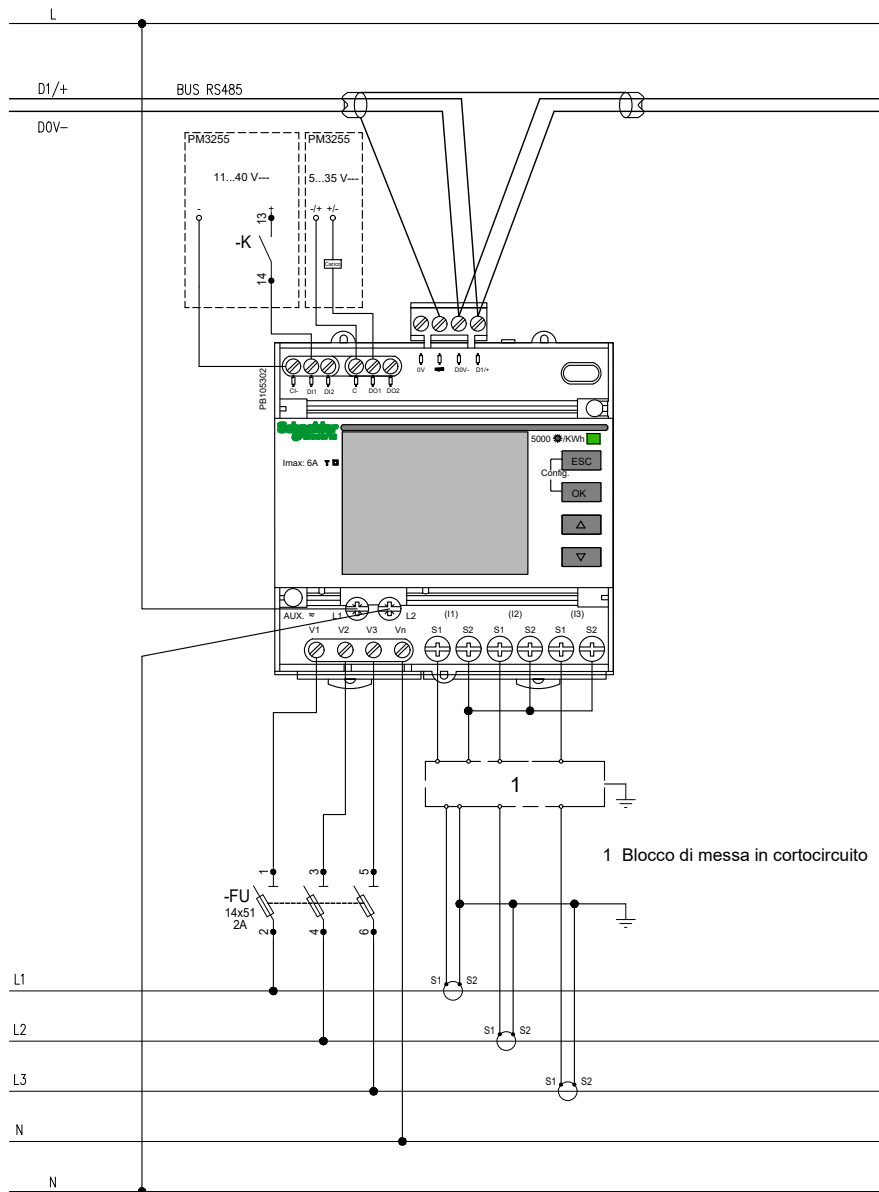 L
D1/+ BUS RS485
D0V-
PM3255 PM3255
11...40 V 5...35 V
- + -/+ +/-
13
-K
14
Carico
PB105302
0V D0V- D1/+
CI- DI1 DI2 C DO1 DO2
Schneider
Electric
5000 /KWh
Imax: 6A
ESC
Config.
OK
AUX. L1 L2 (I1) (I2) (I3)
V1 V2 V3 Vn S1 S2 S1 S2 S1 S2
1
1 Blocco di messa in cortocircuito
1 3 5
-FU
14x51
2A
2 4 6
L1 S1 S2
L2 S1 S2
L3 S1 S2
N
N